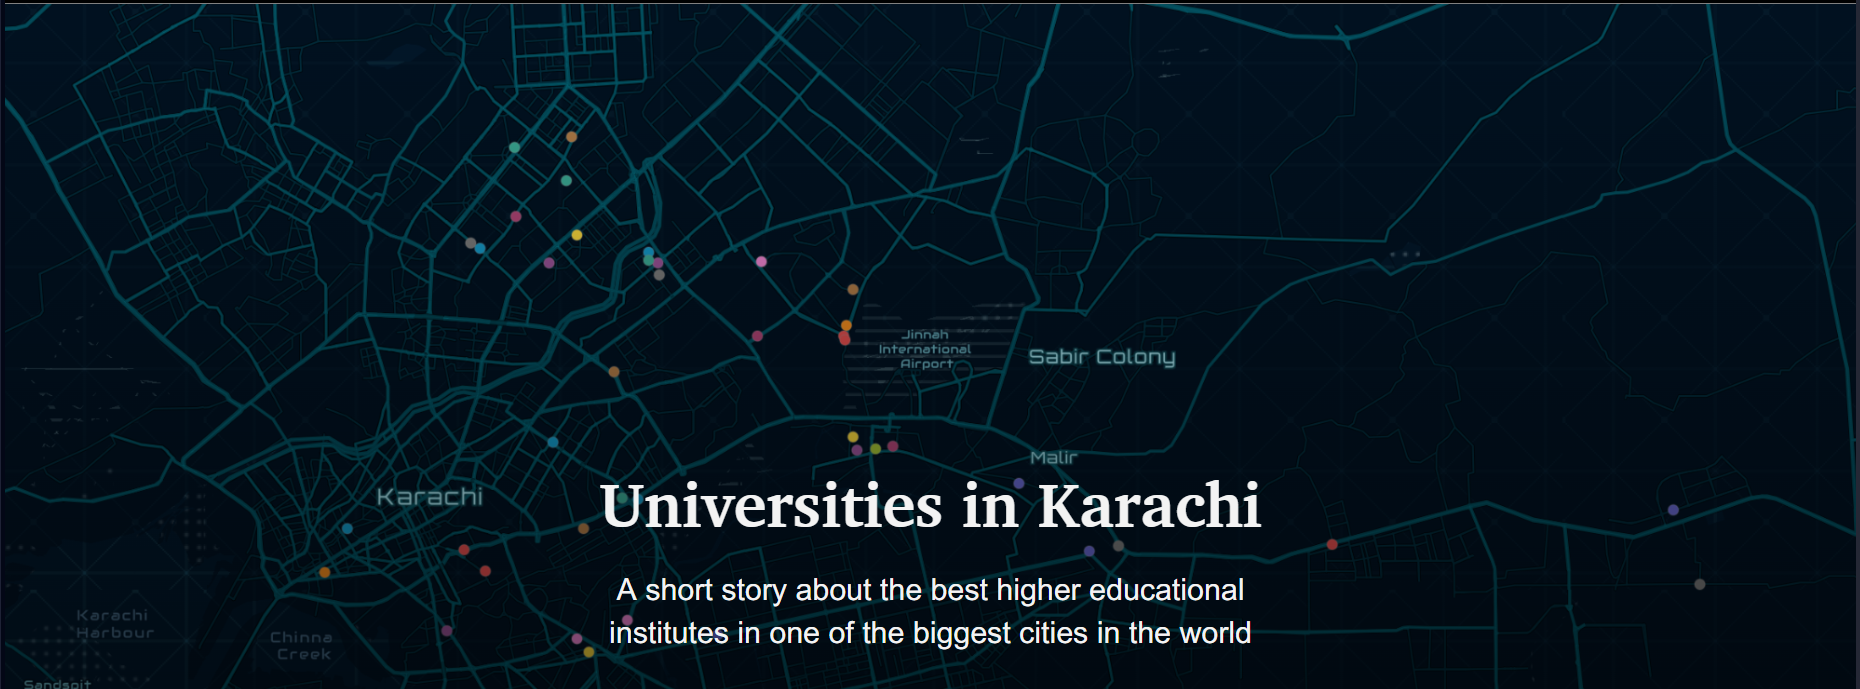 Jinnah
International
Airport
Sabir Colony
Malir
Karachi
Universities in Karachi
A short story about the best higher educational
institutes in one of the biggest cities in the world
Karachi
Harbour
Chinna
Creek
Sandspit